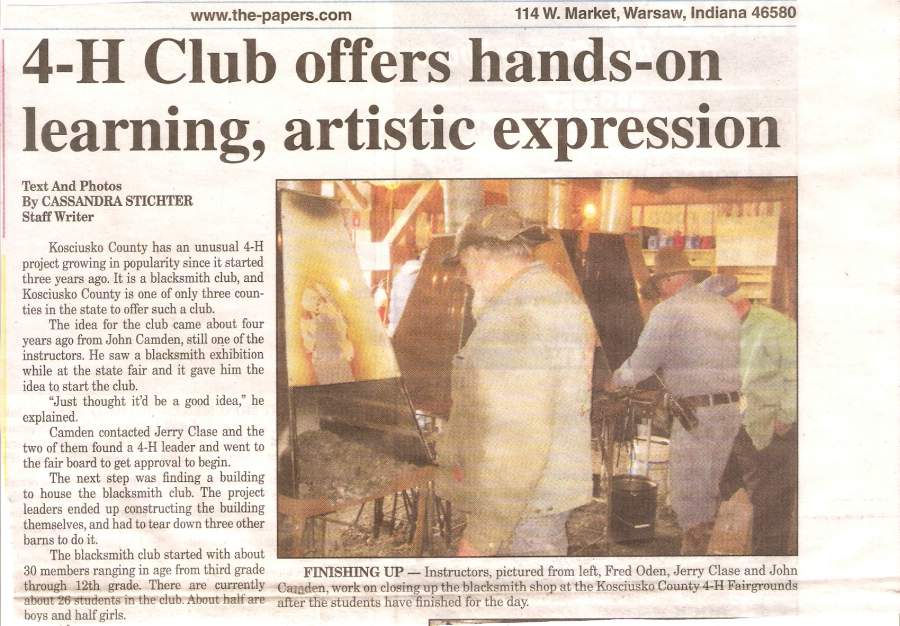 www.the-papers.com
114 W. Market, Warsaw, Indiana 46580
4-H Club offers hands-on
learning, artistic expression
Text And Photos
By CASSANDRA STICHTER
Staff Writer
Kosciusko County has an unusual 4-H
project growing in popularity since it started
three years ago. It is a blacksmith club, and
Kosciusko County is one of only three coun-
ties in the state to offer such a club.
The idea for the club came about four
years ago from John Camden, still one of the
instructors. He saw a blacksmith exhibition
while at the state fair and it gave him the
idea to start the club.
“Just thought it’d be a good idea,” he
explained.
Camden contacted Jerry Clase and the
two of them found a 4-H leader and went to
the fair board to get approval to begin.
The next step was finding a building
to house the blacksmith club. The project
leaders ended up constructing the building
themselves, and had to tear down three other
barns to do it.
The blacksmith club started with about
30 members ranging in age from third grade
through 12th grade. There are currently
about 26 students in the club. About half are
boys and half girls.
FINISHING UP — Instructors, pictured from left, Fred Oden, Jerry Clase and John
Camden, work on closing up the blacksmith shop at the Kosciusko County 4-H Fairgrounds
after the students have finished for the day.